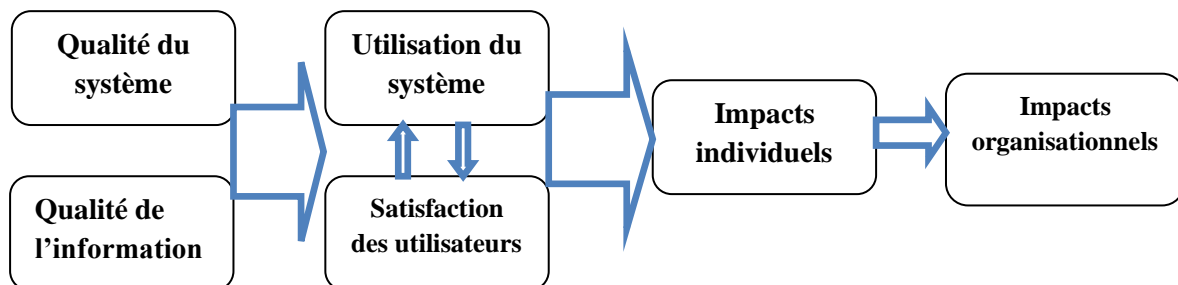 Qualité du
système
Utilisation du
système
Impacts
individuels
Impacts
organisationnels
Qualité de
l’information
Satisfaction
des utilisateurs